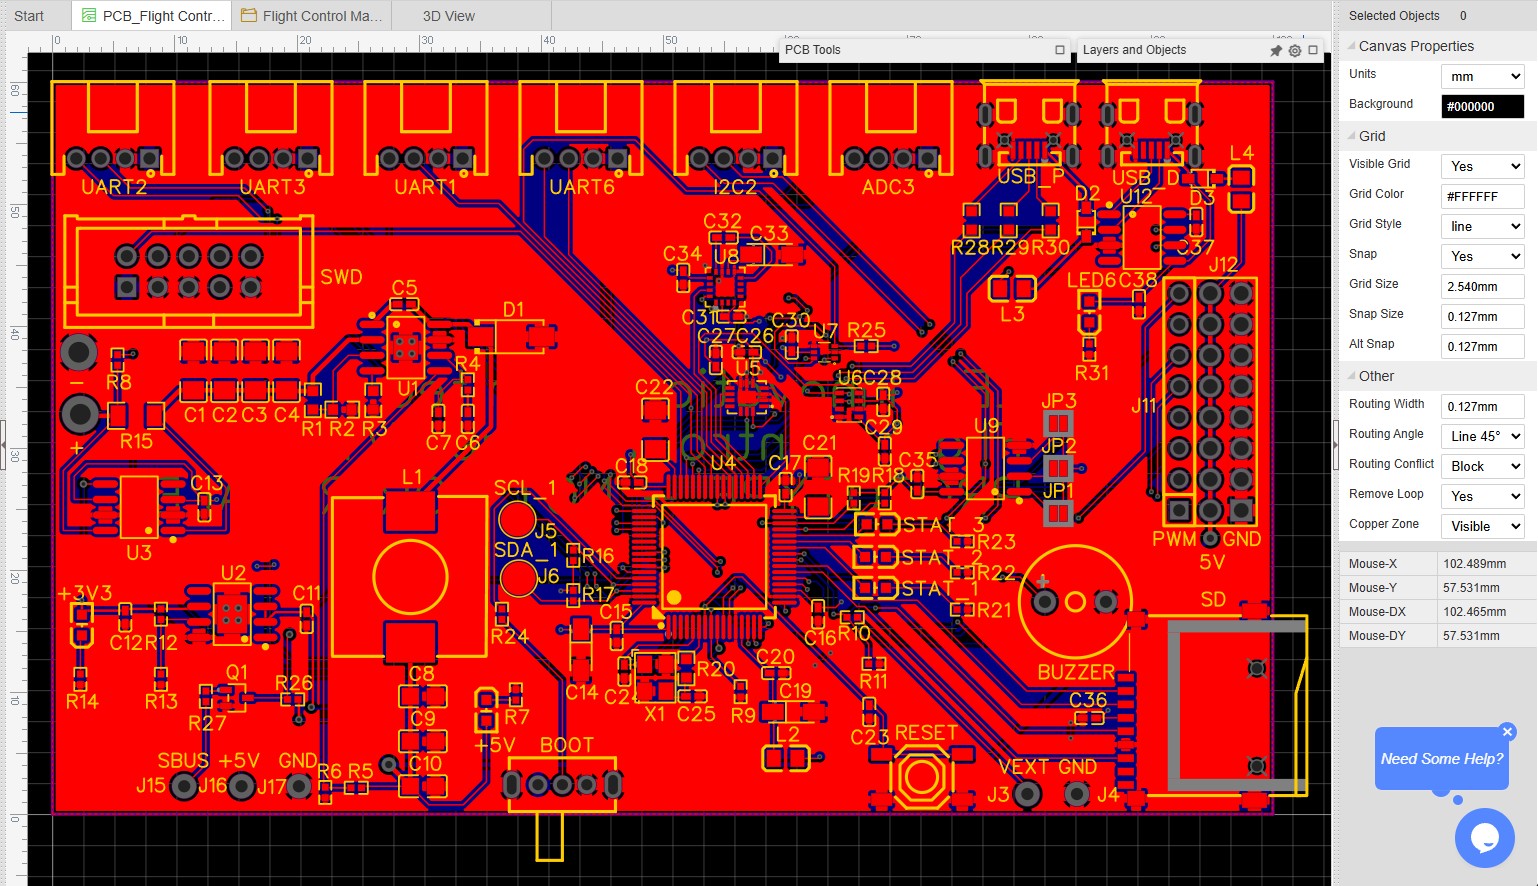 Start
PCB_Flight Contr...
Flight Control Ma...
3D View
0
10
20
30
40
50
PCB Tools
Layers and Objects
60
50
40
30
20
10
0
UART2
UART3
UART1
UART6
I2C2
ADC3
USB_P
USB_D
L4
D2
U12
D3
C37
R28
R29
R30
SWD
C32
C33
C34
U8
C31
J12
LED6
C38
L3
R31
C5
D1
U1
R4
C7
C6
C30
U7
R25
C27
C26
U5
U6
C28
C29
C22
R8
-
+
C1
C2
C3
C4
R1
R2
R3
R15
J11
JP3
JP2
JP1
U9
C13
U3
L1
SCL_1
J5
SDA_1
J6
C18
U4
C17
C21
R19
R18
C35
STAT_3
STAT_2
STAT_1
R23
R22
R21
PWM
GND
5V
U2
+3V3
C12
R12
C11
R16
R17
R24
C15
C16
R10
R14
R13
Q1
R26
R27
C8
C9
C10
R7
+5V
C14
X1
R20
C25
R9
C20
C19
L2
R11
C23
RESET
BUZZER
SD
C36
SBUS
+5V
GND
J15
J16
J17
R6
R5
BOOT
VEXT
GND
J3
J4
Selected Objects 0
Canvas Properties
Units mm
Background #000000
Grid
Visible Grid Yes
Grid Color #FFFFFF
Grid Style line
Snap Yes
Grid Size 2.540mm
Snap Size 0.127mm
Alt Snap 0.127mm
Other
Routing Width 0.127mm
Routing Angle Line 45°
Routing Conflict Block
Remove Loop Yes
Copper Zone Visible
Mouse-X 102.489mm
Mouse-Y 57.531mm
Mouse-DX 102.465mm
Mouse-DY 57.531mm
Need Some Help?